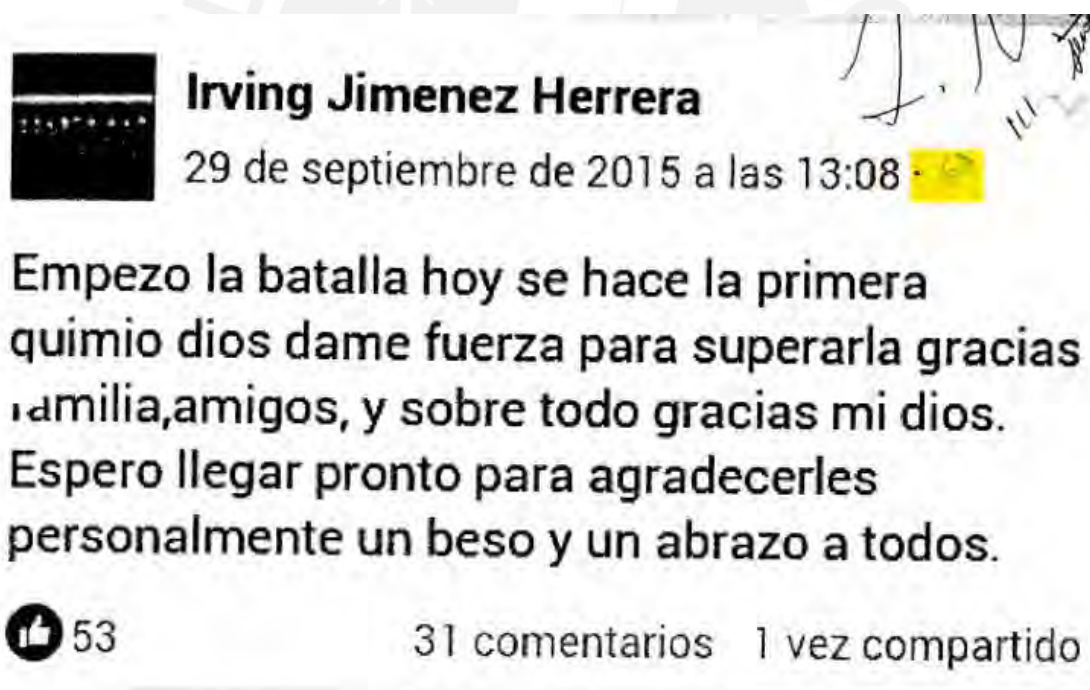 Irving Jimenez Herrera
29 de septiembre de 2015 a las 13:08 ·
Empezo la batalla hoy se hace la primera
quimio dios dame fuerza para superarla gracias
familia,amigos, y sobre todo gracias mi dios.
Espero llegar pronto para agradecerles
personalmente un beso y un abrazo a todos.
53 31 comentarios 1 vez compartido